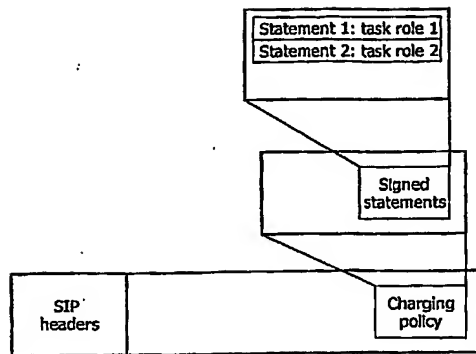 Statement 1: task role 1
Statement 2: task role 2
Signed
statements
SIP
headers
Charging
policy